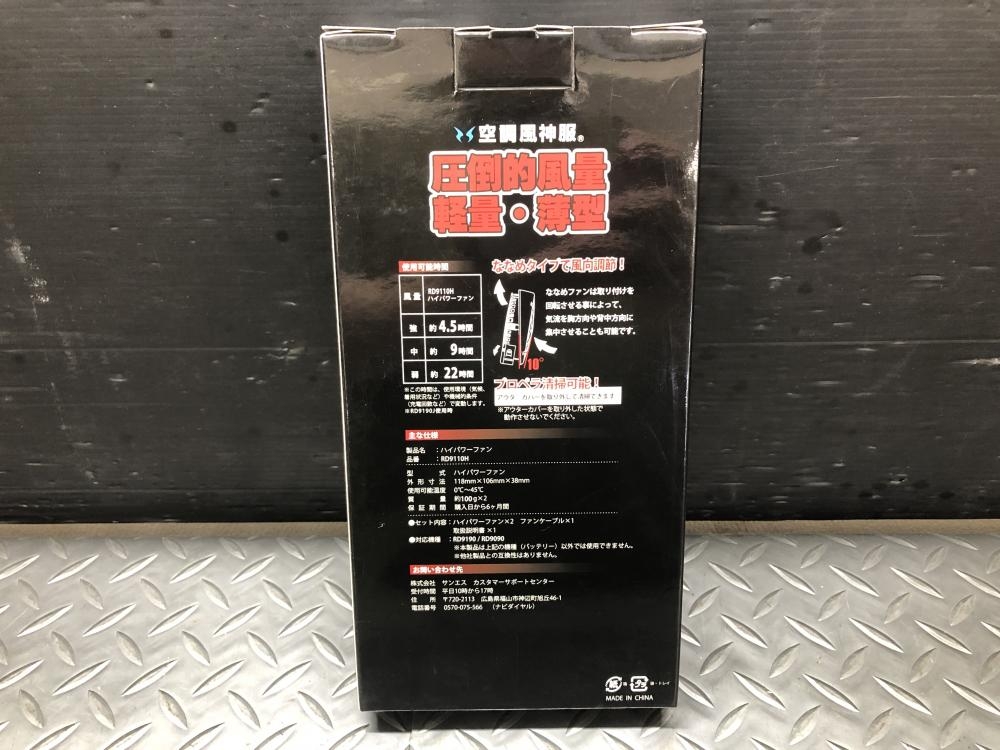 空調風神服®
圧倒的風量
軽量・薄型
使用可能時間
風量 RD9110H ハイパワーファン
強 約4.5時間
中 約 9時間
弱 約22時間
※この時間は、使用環境（気候、
着用状況など）や機械的条件
（充電回数など）で変動します。
※RD9190J使用時
ななめタイプで風向調節！
ななめファンは取り付けを
回転させる事によって、
気流を胸方向や背中方向に
集中させることも可能です。
10°
プロペラ清掃可能！
アウターカバーを取り外して清掃できます
※アウターカバーを取り外した状態で
動作させないでください。
主な仕様
製品名 ：ハイパワーファン
品番 ：RD9110H
型式 ハイパワーファン
外形寸法 118mm×106mm×38mm
使用可能温度 0℃～45℃
質量 約100g×2
保証期間 購入日から6ヶ月間
●セット内容：ハイパワーファン×2 ファンケーブル×1
取扱説明書×1
●対応機種 ：RD9190 / RD9090
※本製品は上記の機種（バッテリー）以外では使用できません。
※他社製品との互換性はありません。
お問い合わせ先
株式会社 サンエス カスタマーサポートセンター
受付時間 平日10時から17時
住所 〒720-2113 広島県福山市神辺町旭丘46-1
電話番号 0570-075-566 （ナビダイヤル）
紙 箱 プラ 袋・トレイ
MADE IN CHINA